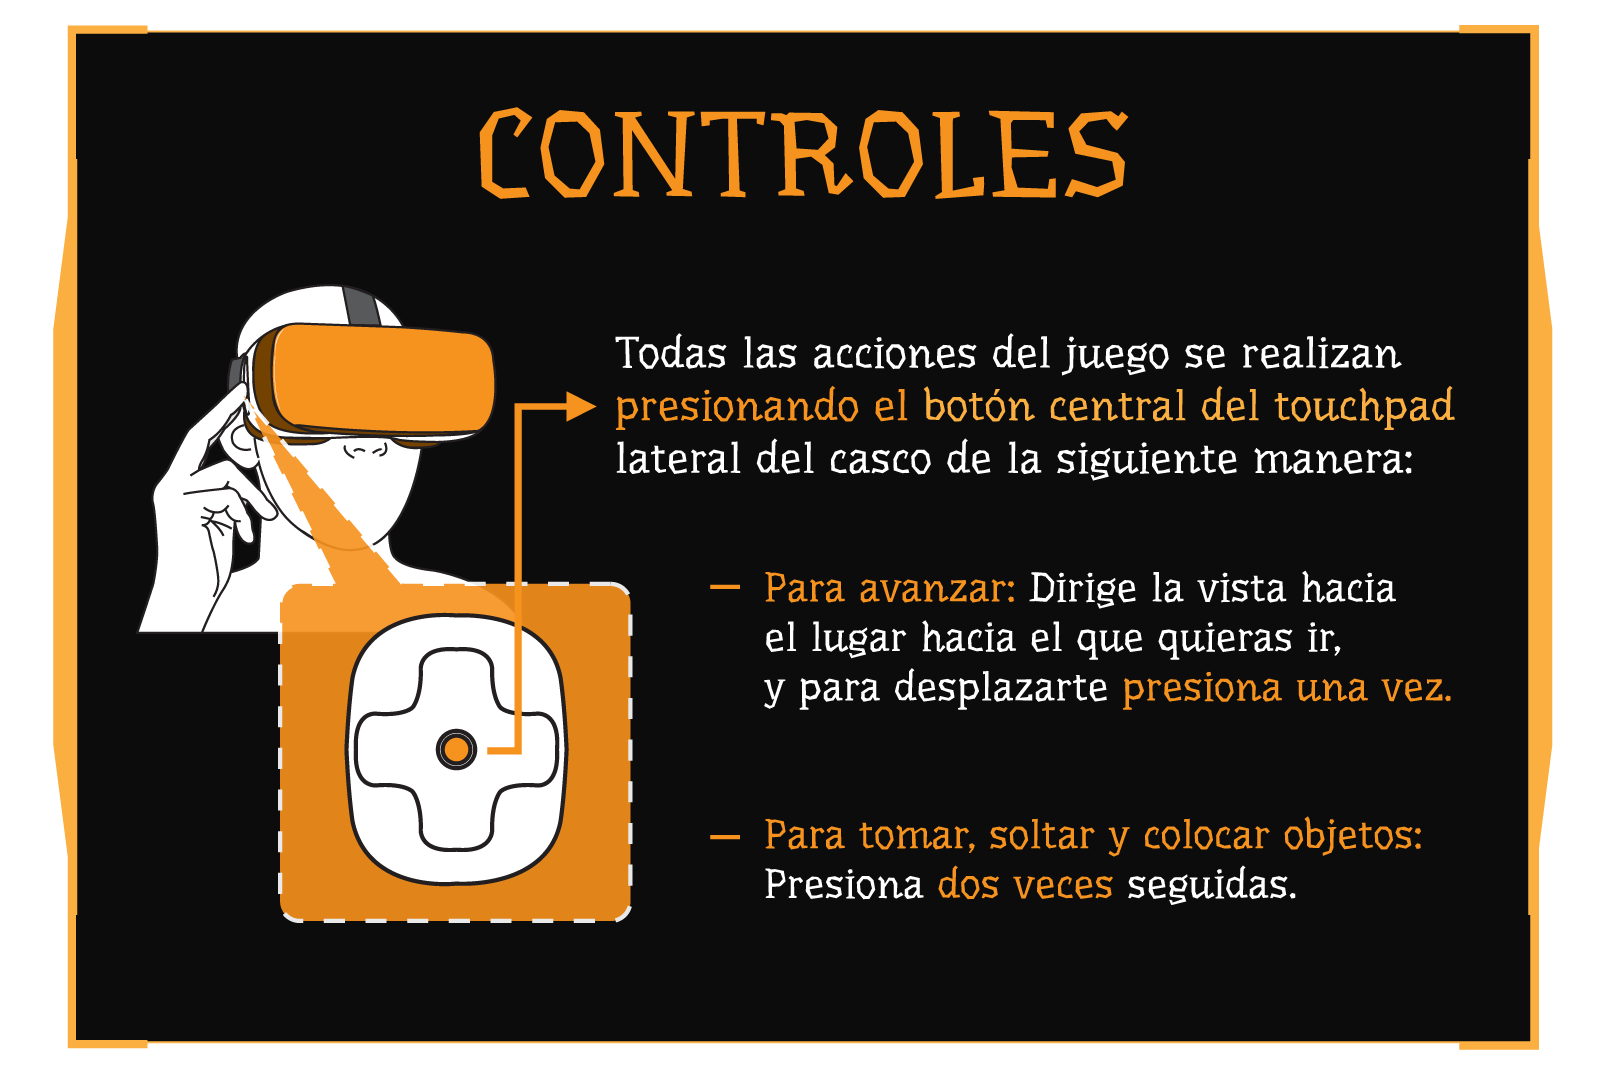 CONTROLES
Todas las acciones del juego se realizan
presionando el botón central del touchpad
lateral del casco de la siguiente manera:
— Para avanzar: Dirige la vista hacia
el lugar hacia el que quieras ir,
y para desplazarte presiona una vez.
— Para tomar, soltar y colocar objetos:
Presiona dos veces seguidas.